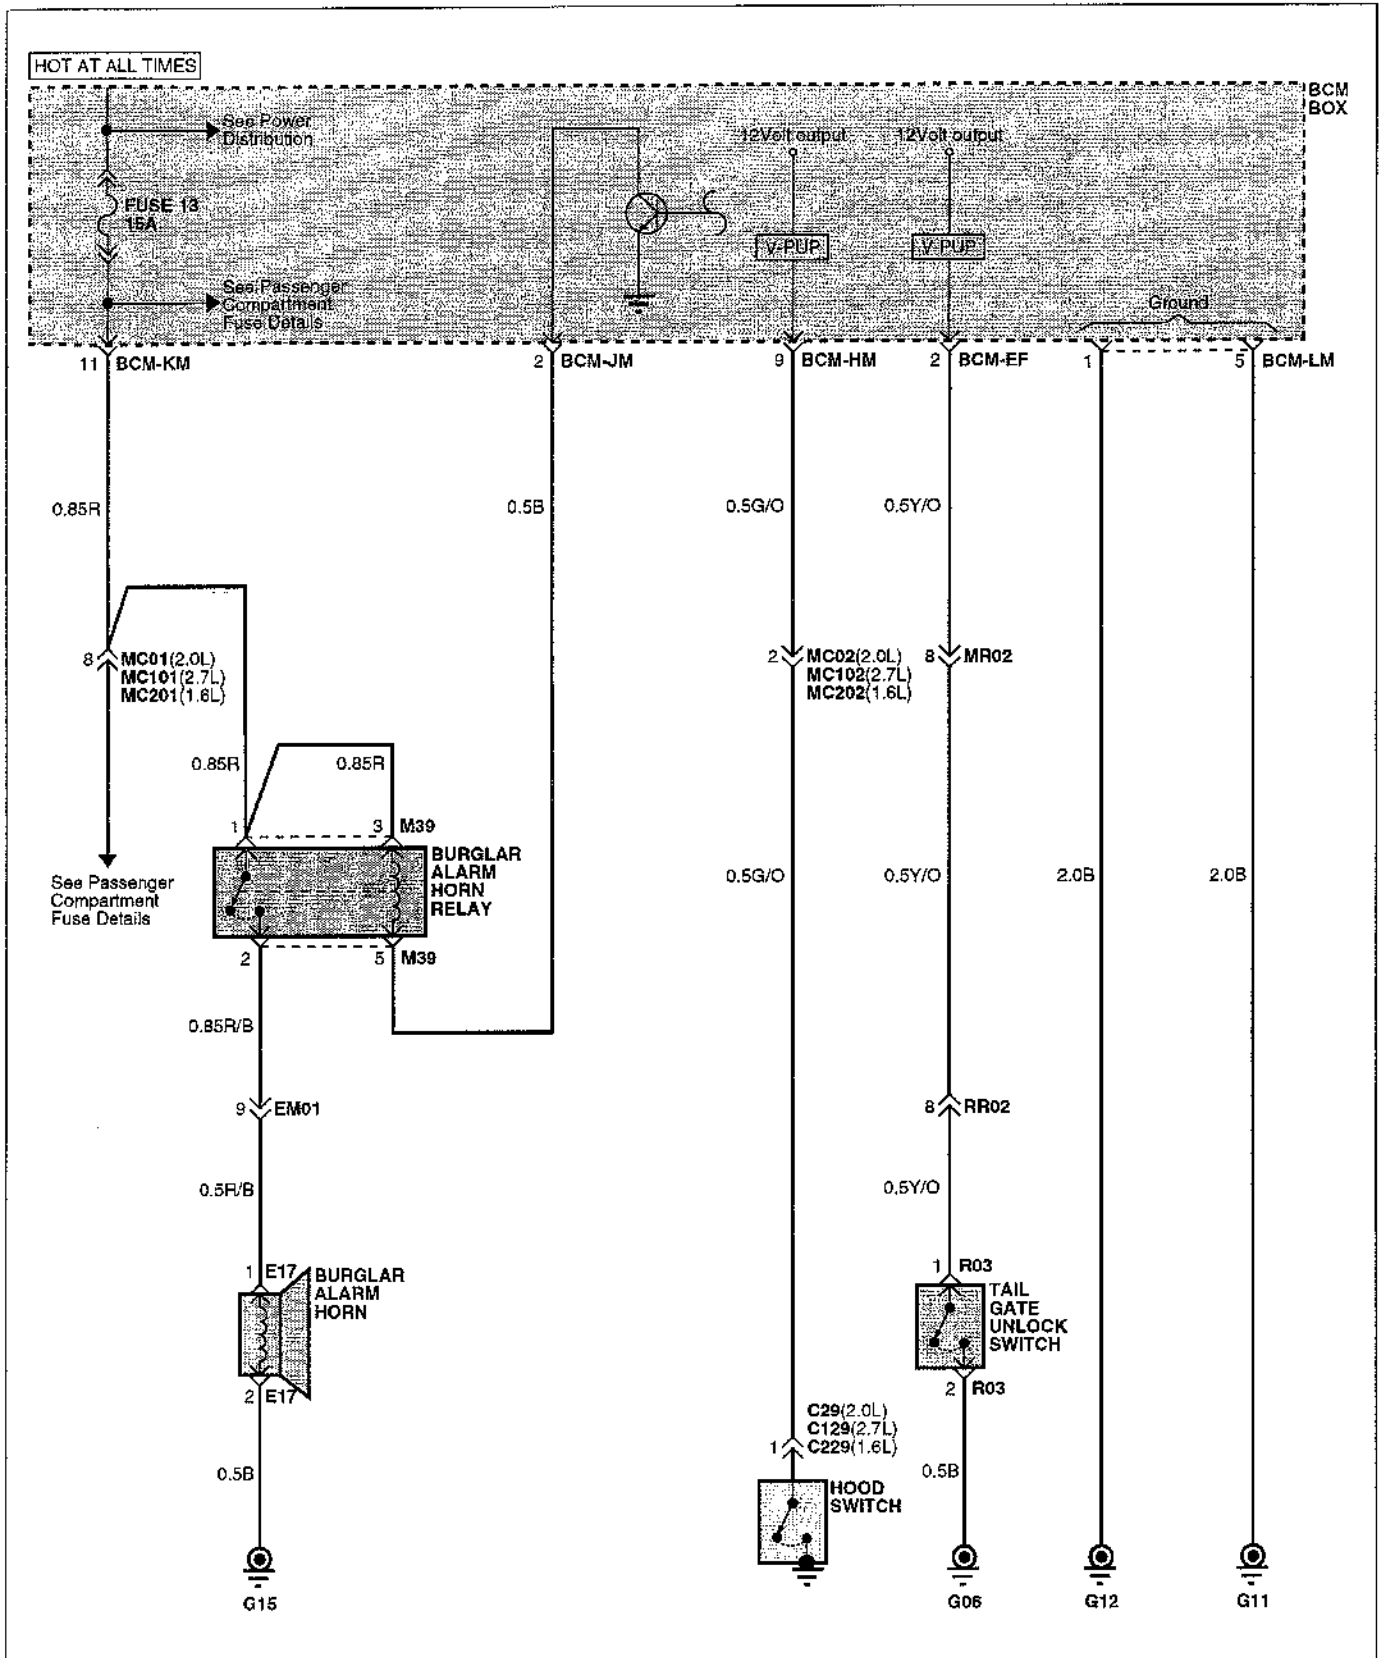 HOT AT ALL TIMES
BCM
BOX
See Power
Distribution
12Volt output
12Volt output
FUSE 13
15A
V-PUP
V-PUP
See Passenger
Compartment
Fuse Details
Ground
11 BCM-KM
2 BCM-JM
9 BCM-HM
2 BCM-EF
1
5 BCM-LM
0.85R
0.5B
0.5G/O
0.5Y/O
8 MC01(2.0L)
MC101(2.7L)
MC201(1.6L)
2 MC02(2.0L)
MC102(2.7L)
MC202(1.6L)
8 MR02
0.85R
0.85R
1
3 M39
BURGLAR
ALARM
HORN
RELAY
See Passenger
Compartment
Fuse Details
0.5G/O
0.5Y/O
2.0B
2.0B
2
5 M39
0.85R/B
9 EM01
8 RR02
0.5R/B
0.5Y/O
1 E17
BURGLAR
ALARM
HORN
1 R03
TAIL
GATE
UNLOCK
SWITCH
2 E17
2 R03
C29(2.0L)
C129(2.7L)
1 C229(1.6L)
0.5B
0.5B
HOOD
SWITCH
G15
G06
G12
G11